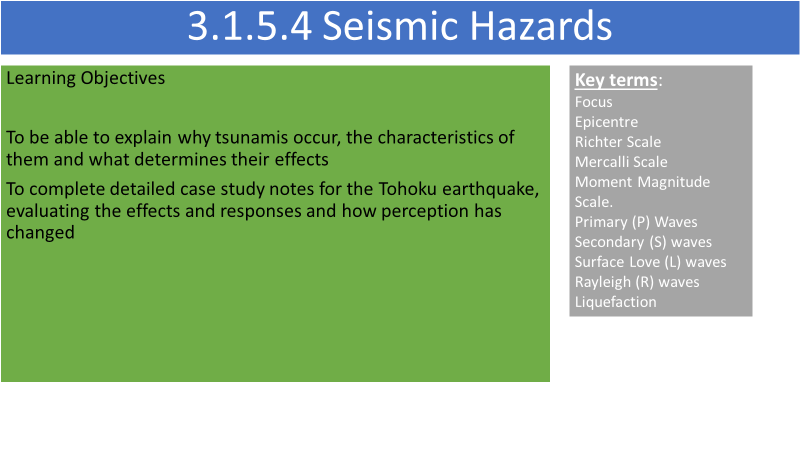 3.1.5.4 Seismic Hazards
Learning Objectives
To be able to explain why tsunamis occur, the characteristics of
them and what determines their effects
To complete detailed case study notes for the Tohoku earthquake,
evaluating the effects and responses and how perception has
changed
Key terms:
Focus
Epicentre
Richter Scale
Mercalli Scale
Moment Magnitude
Scale.
Primary (P) Waves
Secondary (S) waves
Surface Love (L) waves
Rayleigh (R) waves
Liquefaction